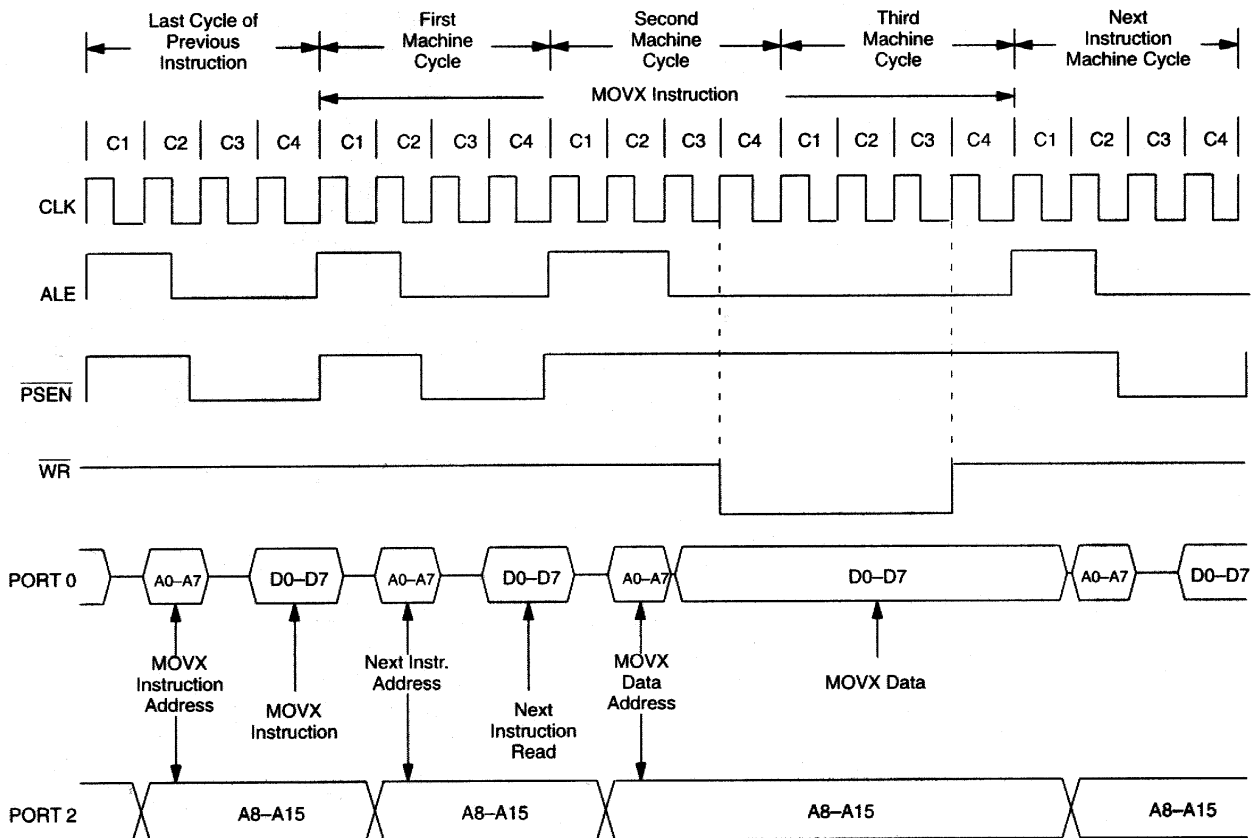 Last Cycle of
Previous
Instruction
First
Machine
Cycle
Second
Machine
Cycle
Third
Machine
Cycle
Next
Instruction
Machine Cycle
MOVX Instruction
C1 C2 C3 C4 C1 C2 C3 C4 C1 C2 C3 C4 C1 C2 C3 C4 C1 C2 C3 C4
CLK
ALE
PSEN
WR
PORT 0
A0–A7 D0–D7 A0–A7 D0–D7 A0–A7 D0–D7 A0–A7 D0–D7
MOVX
Instruction
Address
MOVX
Instruction
Next Instr.
Address
Next
Instruction
Read
MOVX
Data
Address
MOVX Data
PORT 2
A8–A15 A8–A15 A8–A15 A8–A15